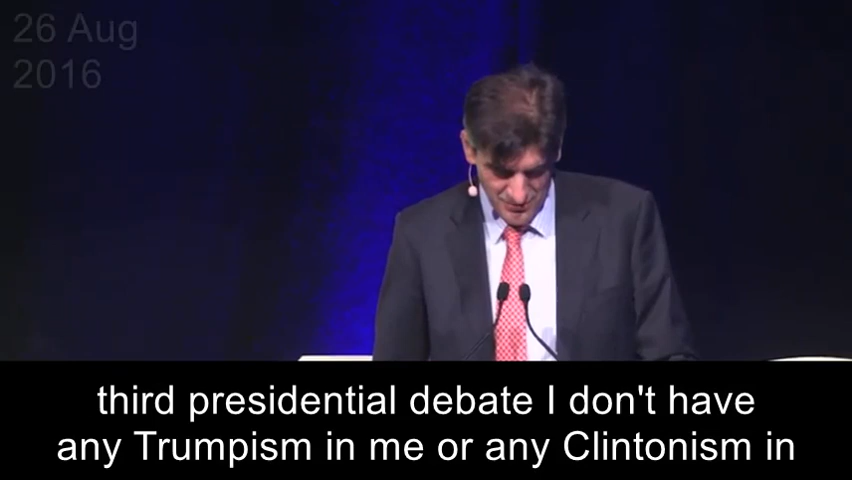 26 Aug
2016
third presidential debate I don't have
any Trumpism in me or any Clintonism in